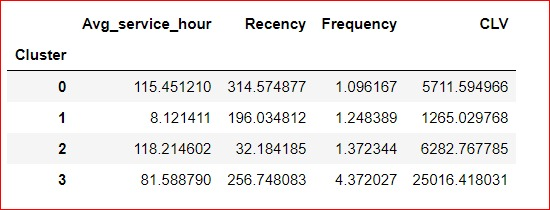 Avg_service_hour Recency Frequency CLV
Cluster
0 115.451210 314.574877 1.096167 5711.594966
1 8.121411 196.034812 1.248389 1265.029768
2 118.214602 32.184185 1.372344 6282.767785
3 81.588790 256.748083 4.372027 25016.418031